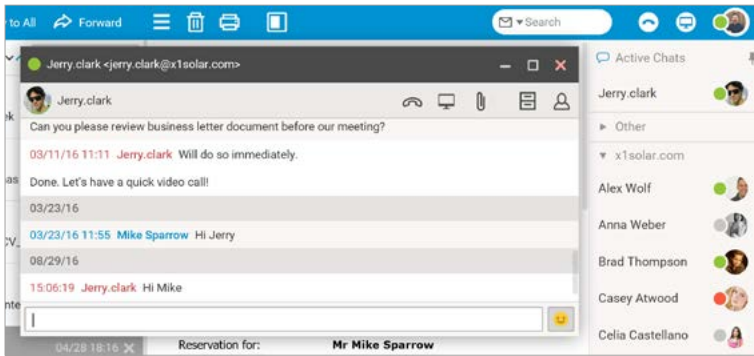 to All Forward Search
Jerry.clark <jerry.clark@x1solar.com>
Jerry.clark
Can you please review business letter document before our meeting?
03/11/16 11:11 Jerry.clark Will do so immediately.
Done. Let's have a quick video call!
03/23/16
03/23/16 11:55 Mike Sparrow Hi Jerry
08/29/16
15:06:19 Jerry.clark Hi Mike
04/28 18:16
Reservation for: Mr Mike Sparrow
Active Chats
Jerry.clark
Other
x1solar.com
Alex Wolf
Anna Weber
Brad Thompson
Casey Atwood
Celia Castellano